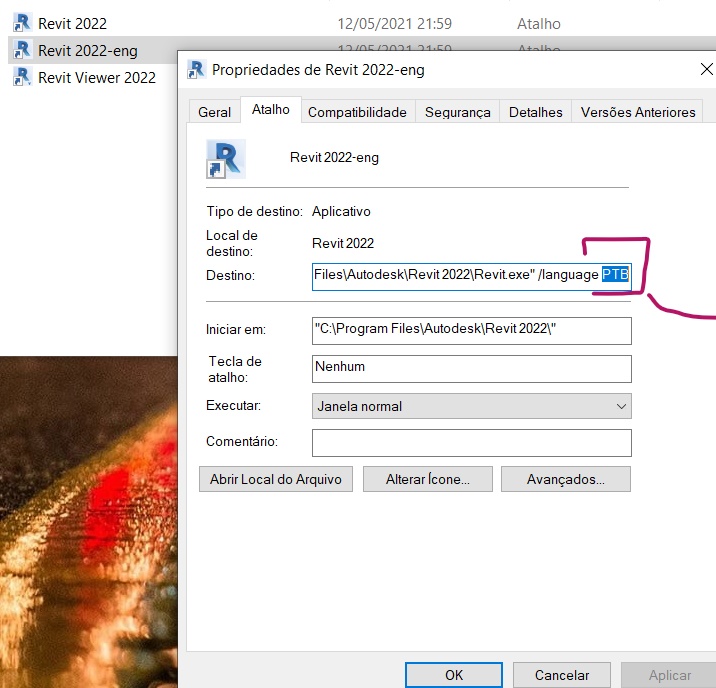 Revit 2022 12/05/2021 21:59 Atalho
Revit 2022-eng 12/05/2021 21:59 Atalho
Revit Viewer 2022
Propriedades de Revit 2022-eng
Geral Atalho Compatibilidade Segurança Detalhes Versões Anteriores
Revit 2022-eng
Tipo de destino: Aplicativo
Local de destino: Revit 2022
Destino: Files\Autodesk\Revit 2022\Revit.exe" /language PTB
Iniciar em: "C:\Program Files\Autodesk\Revit 2022\"
Tecla de atalho: Nenhum
Executar: Janela normal
Comentário:
Abrir Local do Arquivo Alterar Ícone... Avançados...
OK Cancelar Aplicar